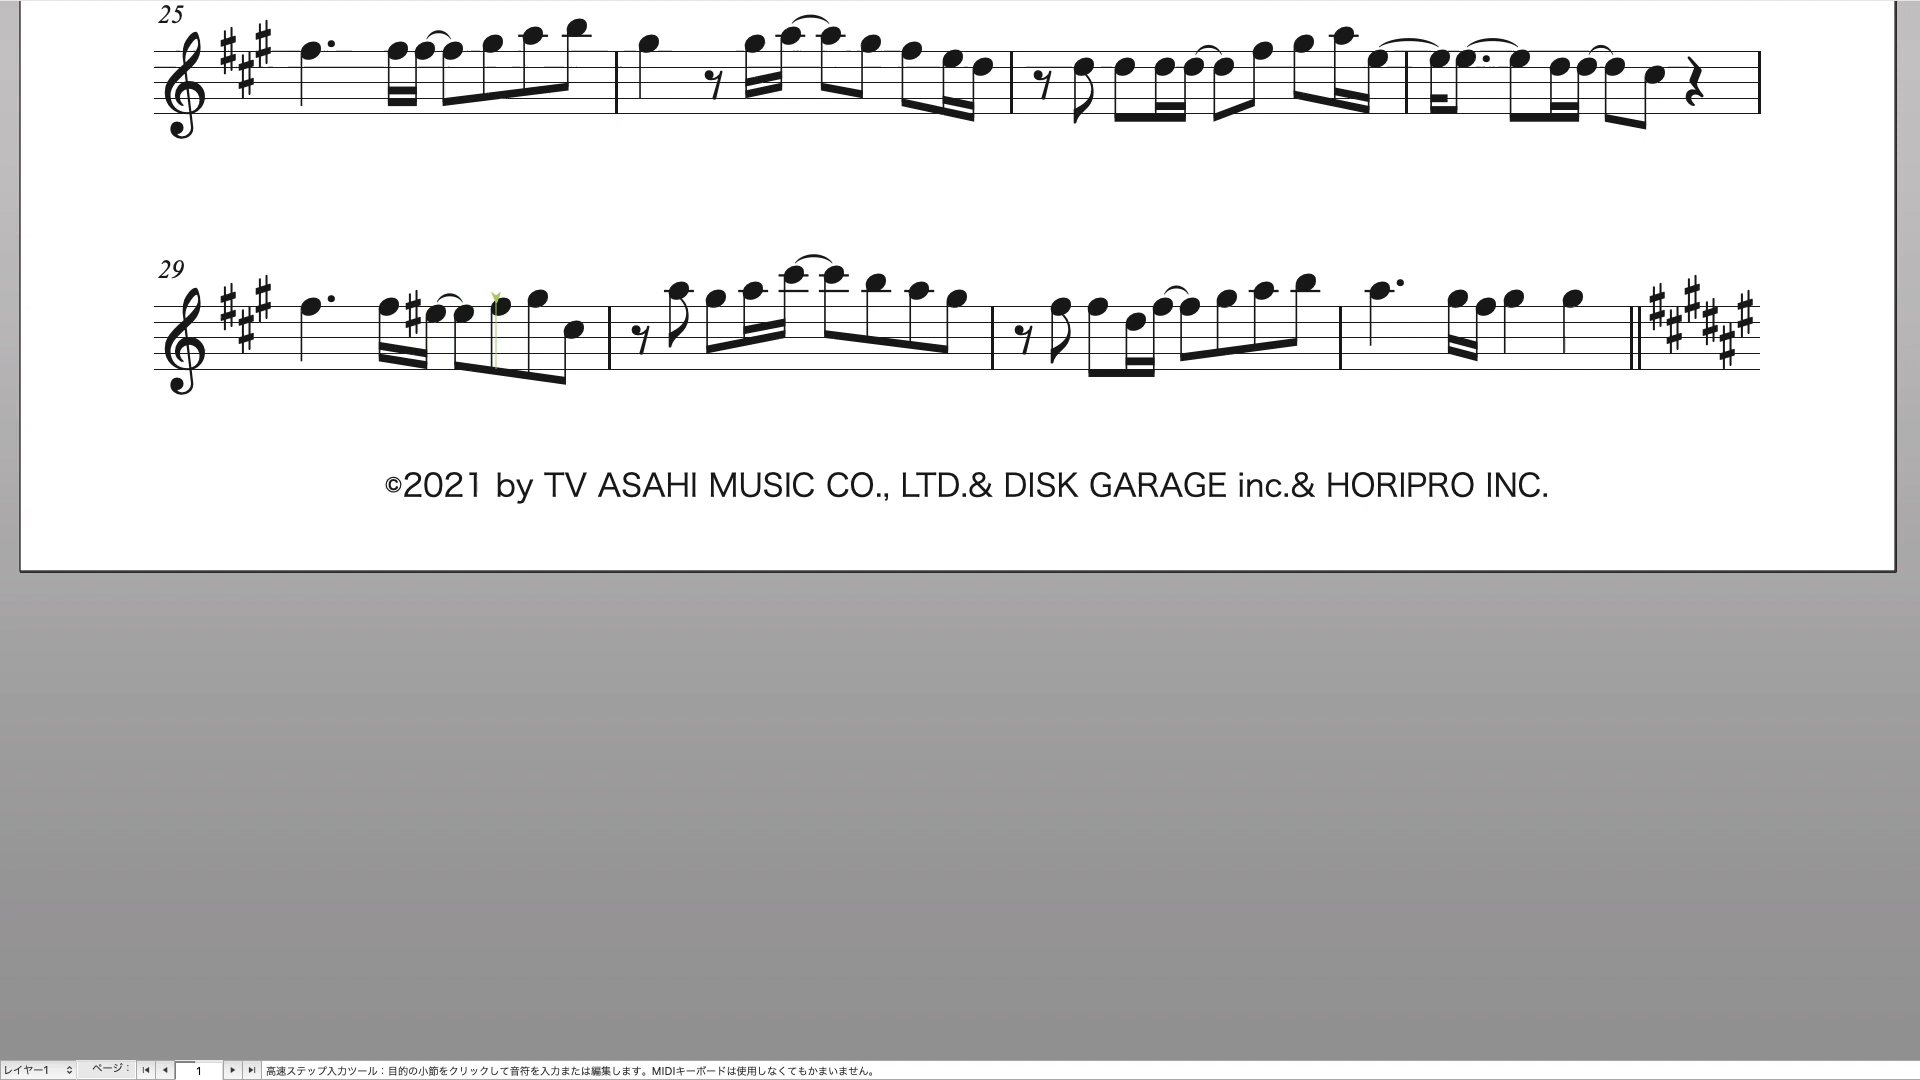 25
29
©2021 by TV ASAHI MUSIC CO., LTD.& DISK GARAGE inc.& HORIPRO INC.
レイヤー1 ページ: 1 高速ステップ入力ツール：目的の小節をクリックして音符を入力または編集します。MIDIキーボードは使用しなくてもかまいません。